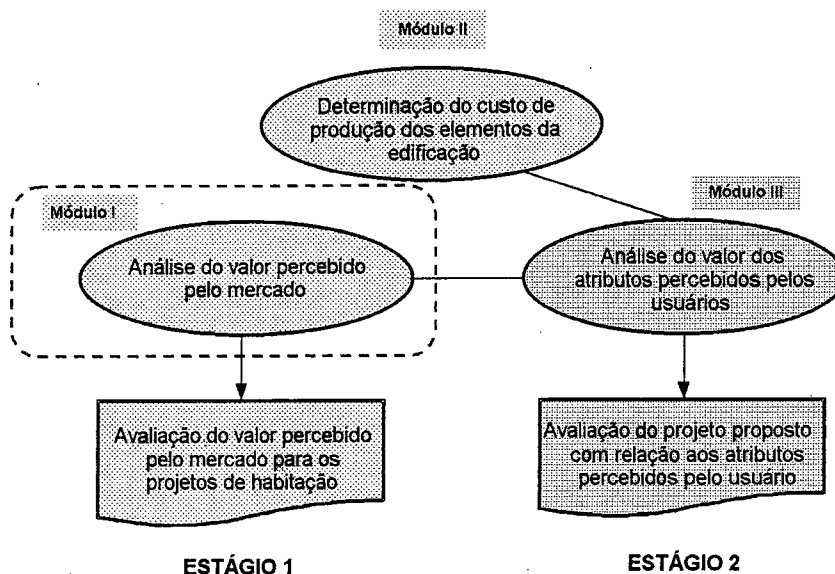 Módulo II
Determinação do custo de
produção dos elementos da
edificação
Módulo III
Módulo I
Análise do valor percebido
pelo mercado
Análise do valor dos
atributos percebidos pelos
usuários
Avaliação do valor percebido
pelo mercado para os
projetos de habitação
Avaliação do projeto proposto
com relação aos atributos
percebidos pelo usuário
ESTÁGIO 1
ESTÁGIO 2